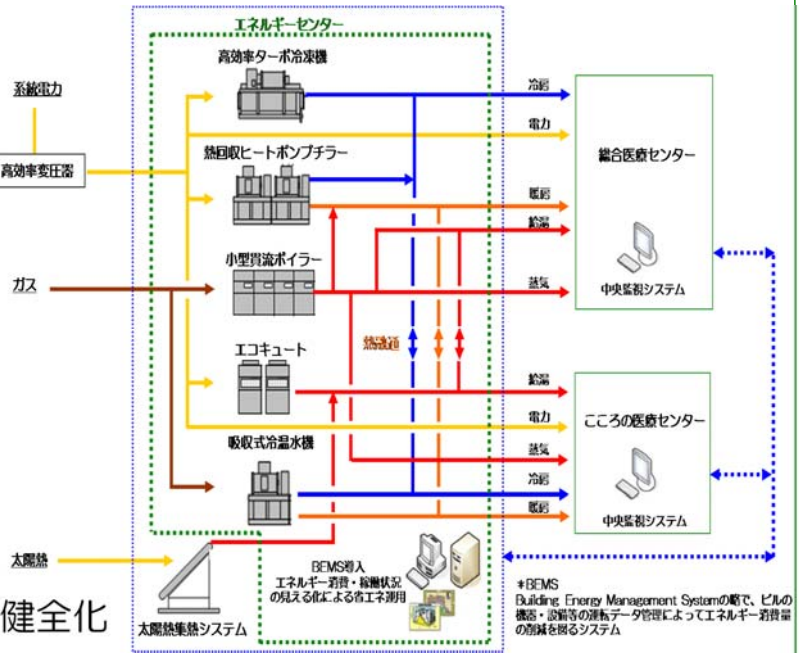 エネルギーセンター
高効率ターボ冷凍機
系統電力
冷房
電力
総合医療センター
高効率変圧器
熱回収ヒートポンプチラー
暖房
給湯
小型貫流ボイラー
ガス
蒸気
中央監視システム
熱融通
エコキュート
給湯
電力
こころの医療センター
吸収式冷温水機
蒸気
冷房
暖房
中央監視システム
太陽熱
BEMS導入
エネルギー消費・稼働状況
の見える化による省エネ運用
*BEMS
Building Energy Management Systemの略で、ビルの
機器・設備等の運転データ管理によってエネルギー消費量
の削減を図るシステム
健全化
太陽熱集熱システム